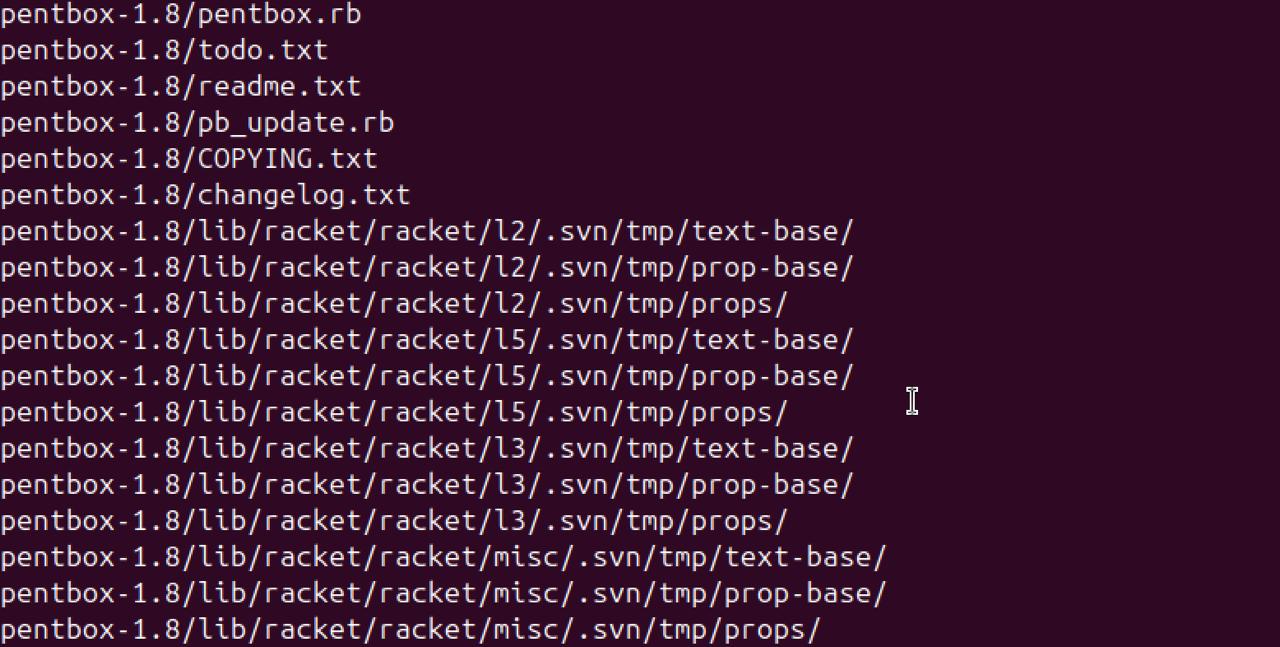 pentbox-1.8/pentbox.rb
pentbox-1.8/todo.txt
pentbox-1.8/readme.txt
pentbox-1.8/pb_update.rb
pentbox-1.8/COPYING.txt
pentbox-1.8/changelog.txt
pentbox-1.8/lib/racket/racket/l2/.svn/tmp/text-base/
pentbox-1.8/lib/racket/racket/l2/.svn/tmp/prop-base/
pentbox-1.8/lib/racket/racket/l2/.svn/tmp/props/
pentbox-1.8/lib/racket/racket/l5/.svn/tmp/text-base/
pentbox-1.8/lib/racket/racket/l5/.svn/tmp/prop-base/
pentbox-1.8/lib/racket/racket/l5/.svn/tmp/props/
pentbox-1.8/lib/racket/racket/l3/.svn/tmp/text-base/
pentbox-1.8/lib/racket/racket/l3/.svn/tmp/prop-base/
pentbox-1.8/lib/racket/racket/l3/.svn/tmp/props/
pentbox-1.8/lib/racket/racket/misc/.svn/tmp/text-base/
pentbox-1.8/lib/racket/racket/misc/.svn/tmp/prop-base/
pentbox-1.8/lib/racket/racket/misc/.svn/tmp/props/